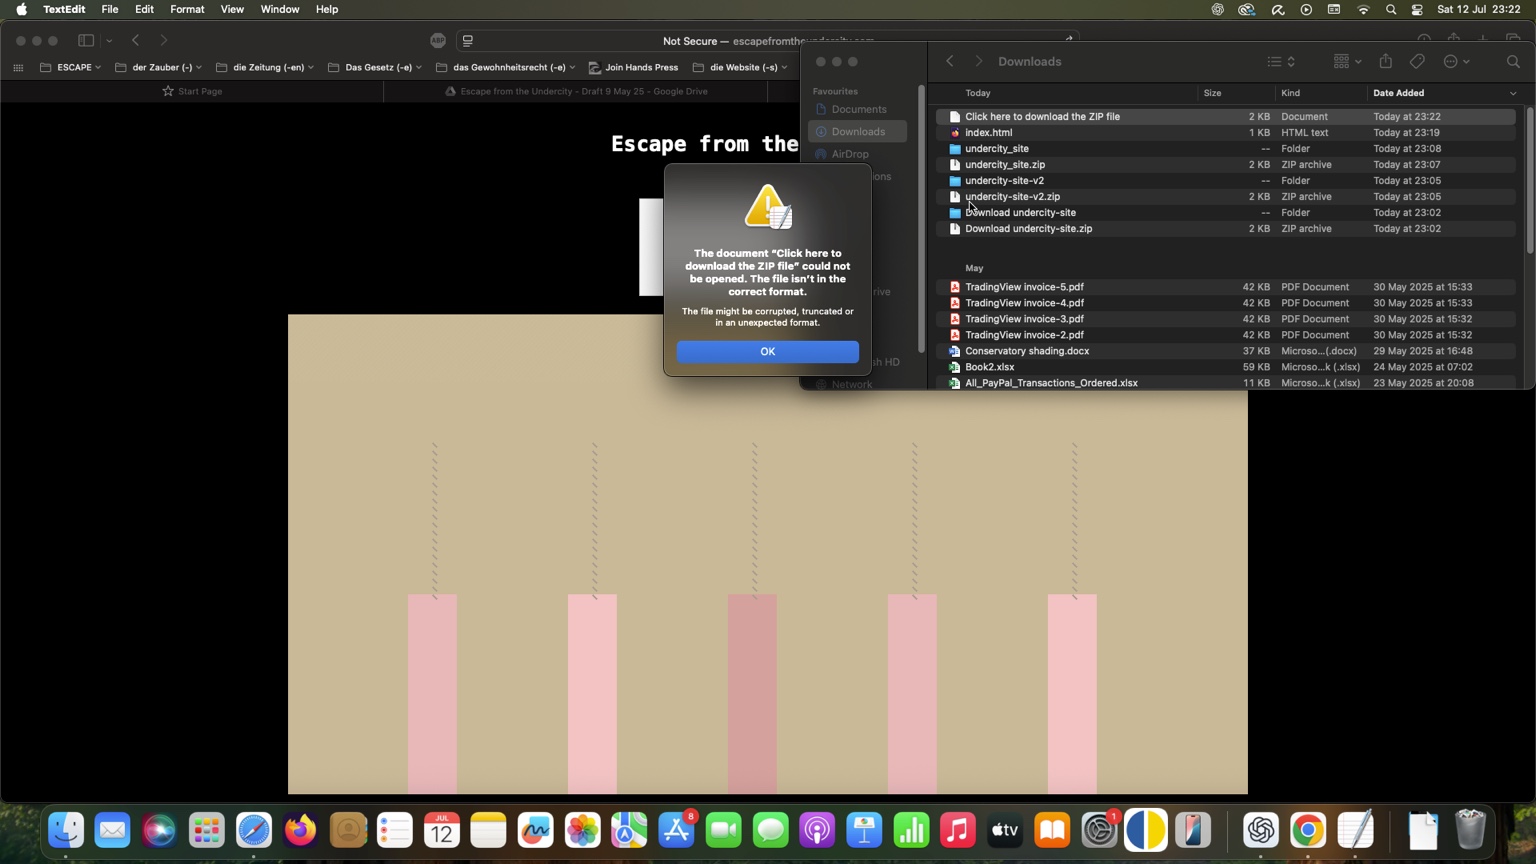 TextEdit File Edit Format View Window Help Sat 12 Jul 23:22
ABP Not Secure —
ESCAPE der Zauber (-) die Zeitung (-en) Das Gesetz (-e) das Gewohnheitsrecht (-e) Join Hands Press die Website (-s)
Start Page Escape from the Undercity - Draft 9 May 25 - Google Drive
Escape from the
Downloads
Favourites
Documents
Downloads
AirDrop
Network
Today Size Kind Date Added
Click here to download the ZIP file 2 KB Document Today at 23:22
index.html 1 KB HTML text Today at 23:19
undercity_site -- Folder Today at 23:08
undercity_site.zip 2 KB ZIP archive Today at 23:07
undercity-site-v2 -- Folder Today at 23:05
undercity-site-v2.zip 2 KB ZIP archive Today at 23:05
Download undercity-site -- Folder Today at 23:02
Download undercity-site.zip 2 KB ZIP archive Today at 23:02
May
TradingView invoice-5.pdf 42 KB PDF Document 30 May 2025 at 15:33
TradingView invoice-4.pdf 42 KB PDF Document 30 May 2025 at 15:33
TradingView invoice-3.pdf 42 KB PDF Document 30 May 2025 at 15:32
TradingView invoice-2.pdf 42 KB PDF Document 30 May 2025 at 15:32
Conservatory shading.docx 37 KB Microso...(.docx) 29 May 2025 at 16:48
Book2.xlsx 59 KB Microso...k (.xlsx) 24 May 2025 at 07:02
All_PayPal_Transactions_Ordered.xlsx 11 KB Microso...k (.xlsx) 23 May 2025 at 20:08
The document “Click here to
download the ZIP file” could not
be opened. The file isn’t in the
correct format.
The file might be corrupted, truncated or
in an unexpected format.
OK
JUL
12
8
tv
1